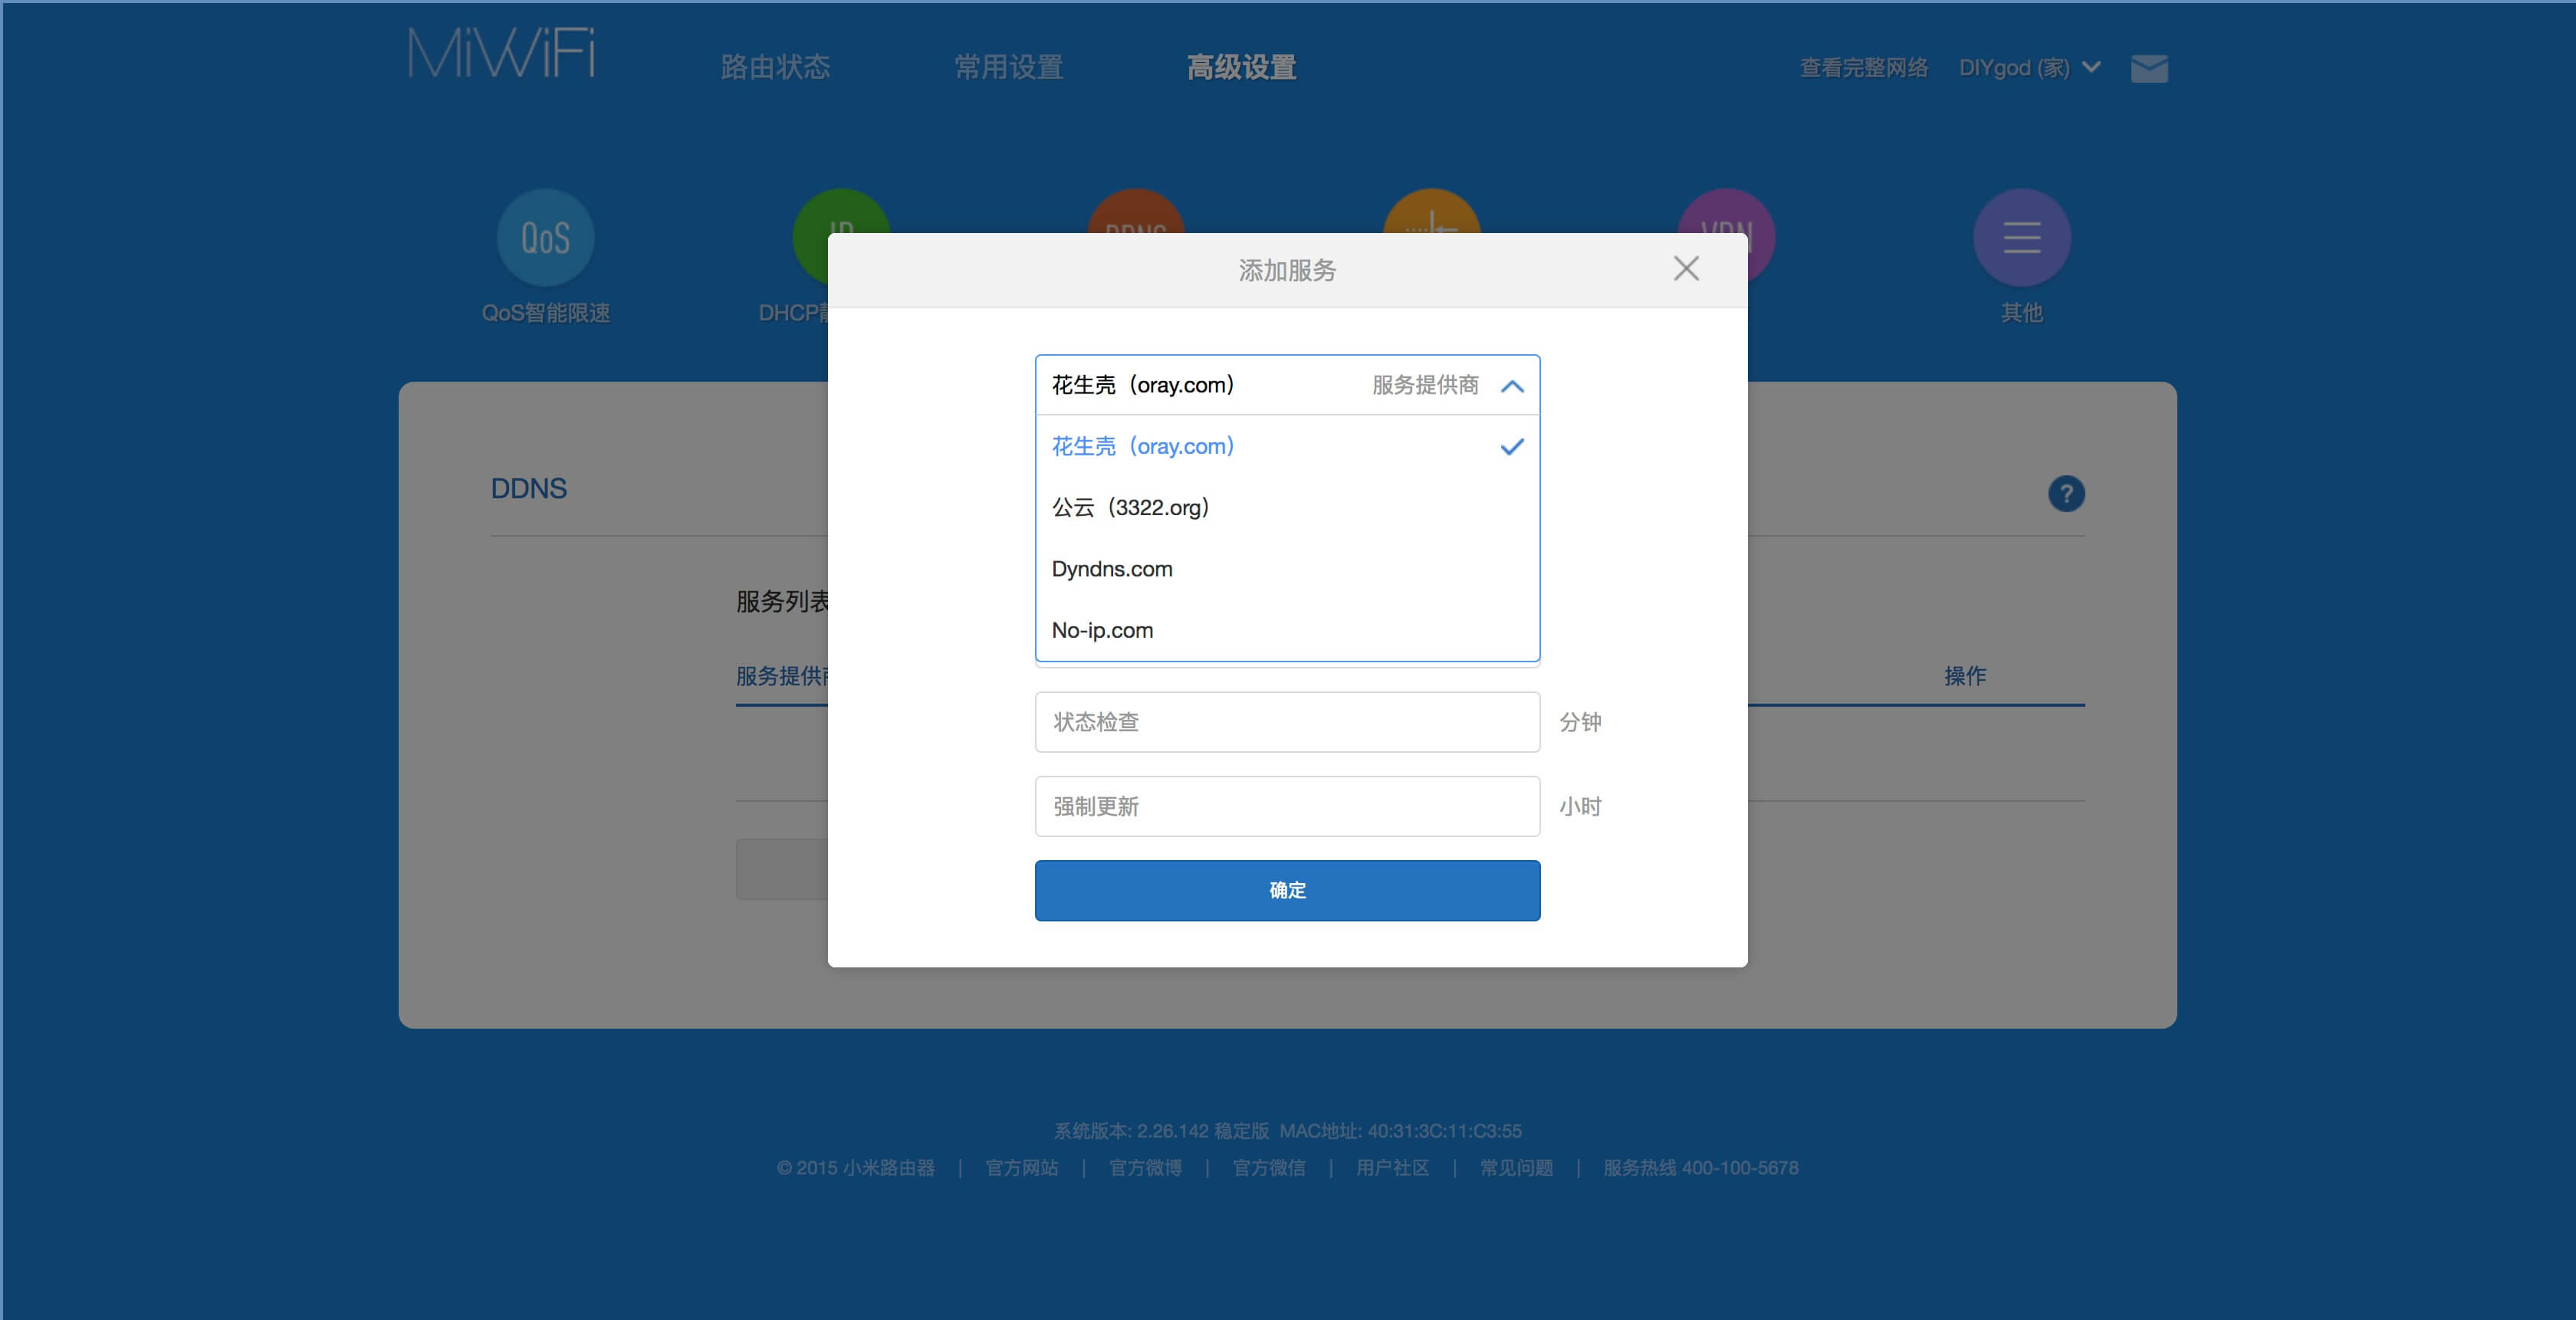 MiWiFi 路由状态 常用设置 高级设置 查看完整网络 DIYgod (家)
QoS
QoS智能限速 DHCP 其他
添加服务
花生壳（oray.com） 服务提供商
花生壳（oray.com）
公云（3322.org）
Dyndns.com
No-ip.com
DDNS ?
服务列表
服务提供 操作
状态检查 分钟
强制更新 小时
确定
系统版本: 2.26.142 稳定版 MAC地址: 40:31:3C:11:C3:55
© 2015 小米路由器 | 官方网站 | 官方微博 | 官方微信 | 用户社区 | 常见问题 | 服务热线 400-100-5678